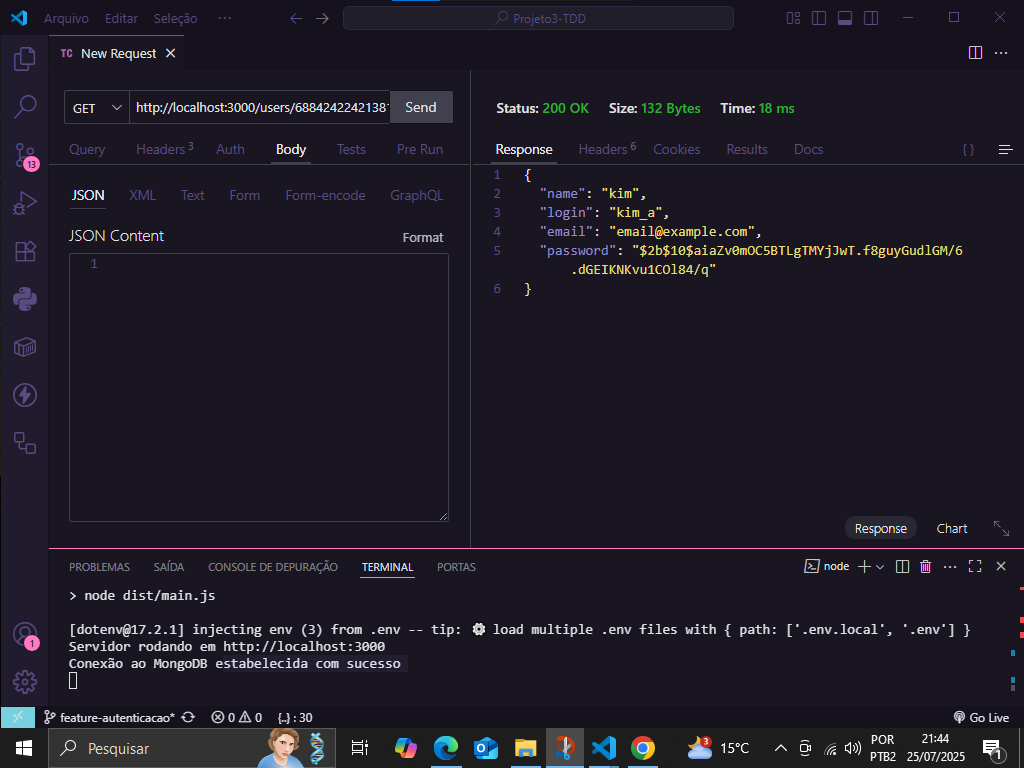 Arquivo Editar Seleção ··· Projeto3-TDD
TC New Request
GET http://localhost:3000/users/6884242242138 Send
Status: 200 OK Size: 132 Bytes Time: 18 ms
Query Headers 3 Auth Body Tests Pre Run
Response Headers 6 Cookies Results Docs { }
JSON XML Text Form Form-encode GraphQL
JSON Content Format
1
1 {
2 "name": "kim",
3 "login": "kim_a",
4 "email": "email@example.com",
5 "password": "$2b$10$aiaZv0mOC5BTLgTMYjJwT.f8guyGudlGM/6
.dGEIKNKvu1COl84/q"
6 }
Response Chart
PROBLEMAS SAÍDA CONSOLE DE DEPURAÇÃO TERMINAL PORTAS node
> node dist/main.js
[dotenv@17.2.1] injecting env (3) from .env -- tip: ⚙️ load multiple .env files with { path: ['.env.local', '.env'] }
Servidor rodando em http://localhost:3000
Conexão ao MongoDB estabelecida com sucesso
13
1
feature-autenticacao* 0 0 {..} : 30 Go Live
Pesquisar 3 15°C POR 21:44
PTB2 25/07/2025 1